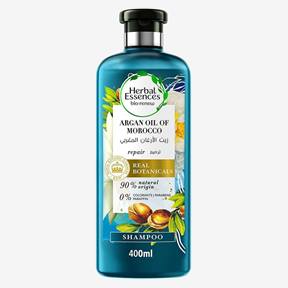 Herbal
Essences
bio:renew
ARGAN OIL OF
MOROCCO
زيت الأرغان المغربي
repair
REAL
BOTANICALS
90% natural
origin
0% COLORANTS | PARABENS
PARAFFIN
SHAMPOO
400ml